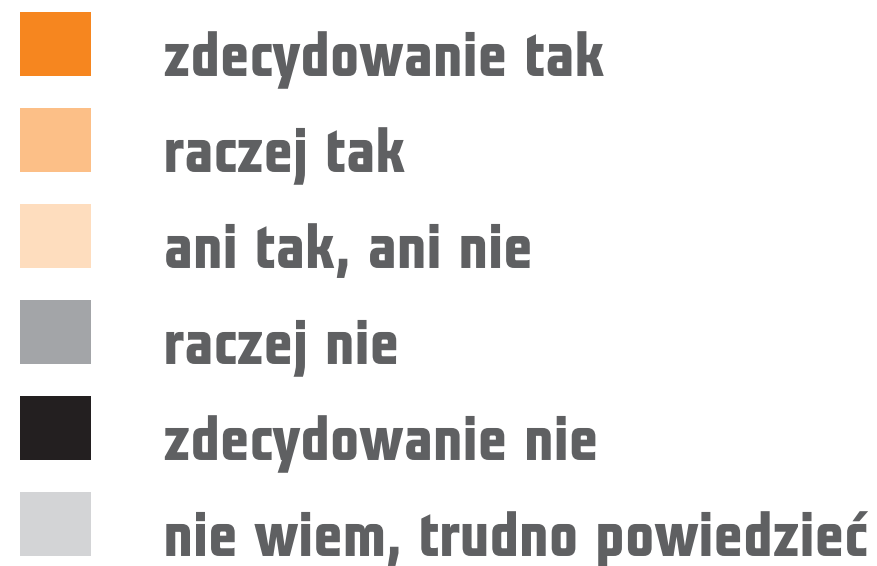 zdecydowanie tak
raczej tak
ani tak, ani nie
raczej nie
zdecydowanie nie
nie wiem, trudno powiedzieć